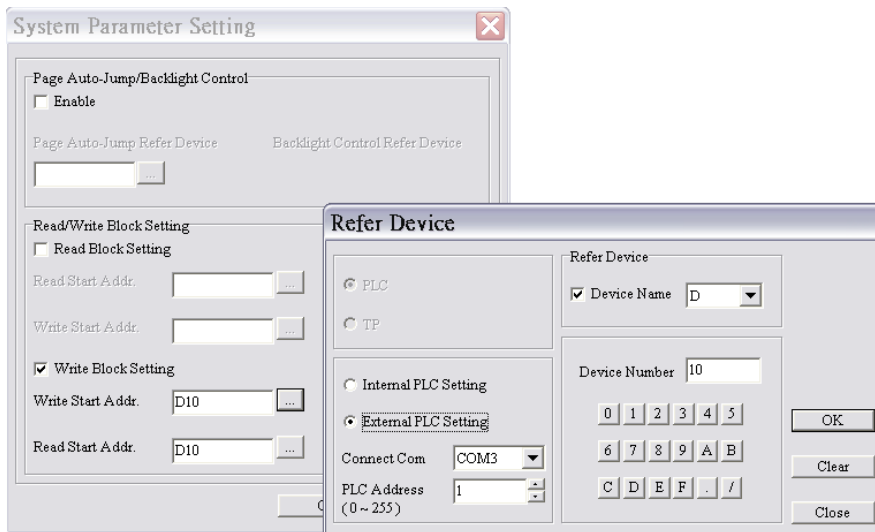 System Parameter Setting
Page Auto-Jump/Backlight Control
Enable
Page Auto-Jump Refer Device Backlight Control Refer Device
...
Read/Write Block Setting
Read Block Setting
Read Start Addr. ...
Write Start Addr. ...
Write Block Setting
Write Start Addr. D10 ...
Read Start Addr. D10 ...
Refer Device
PLC
TP
Internal PLC Setting
External PLC Setting
Connect Com COM3
PLC Address 1
(0 ~ 255)
Refer Device
Device Name D
Device Number 10
0 1 2 3 4 5
6 7 8 9 A B
C D E F . /
OK
Clear
Close